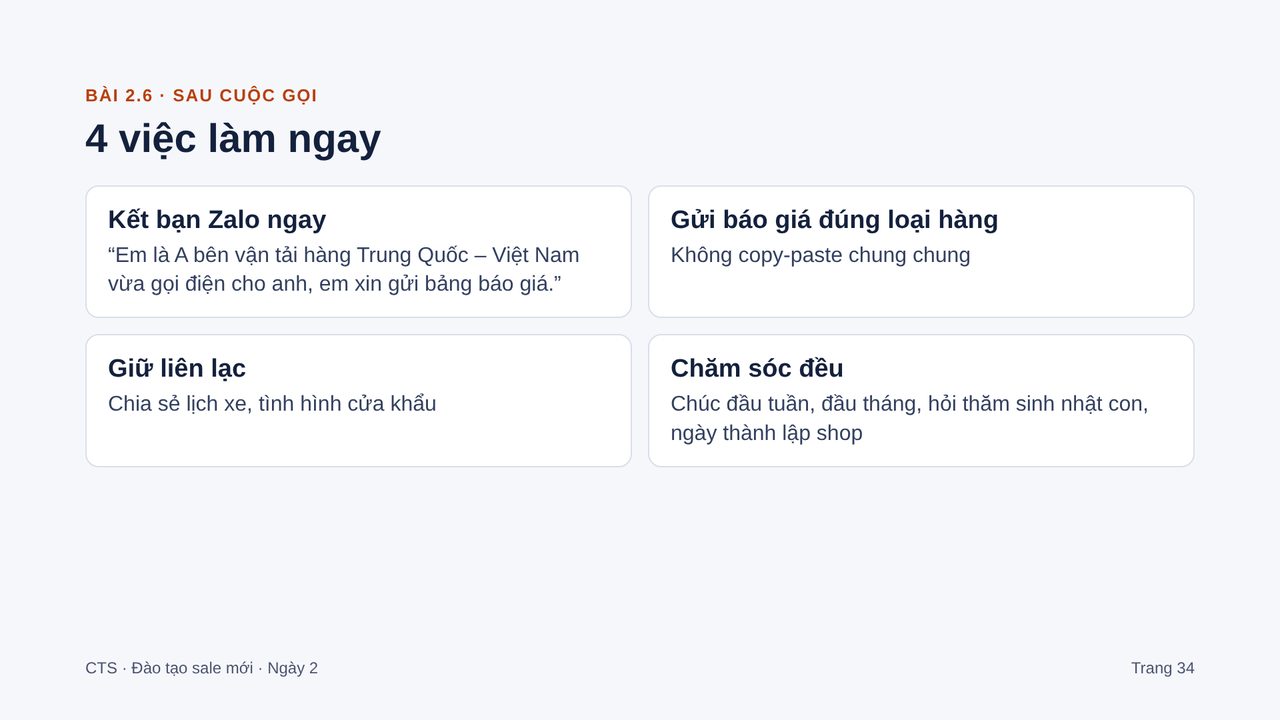 BÀI 2.6 · SAU CUỘC GỌI
4 việc làm ngay
Kết bạn Zalo ngay
“Em là A bên vận tải hàng Trung Quốc – Việt Nam
vừa gọi điện cho anh, em xin gửi bảng báo giá.”
Gửi báo giá đúng loại hàng
Không copy-paste chung chung
Giữ liên lạc
Chia sẻ lịch xe, tình hình cửa khẩu
Chăm sóc đều
Chúc đầu tuần, đầu tháng, hỏi thăm sinh nhật con,
ngày thành lập shop
CTS · Đào tạo sale mới · Ngày 2
Trang 34